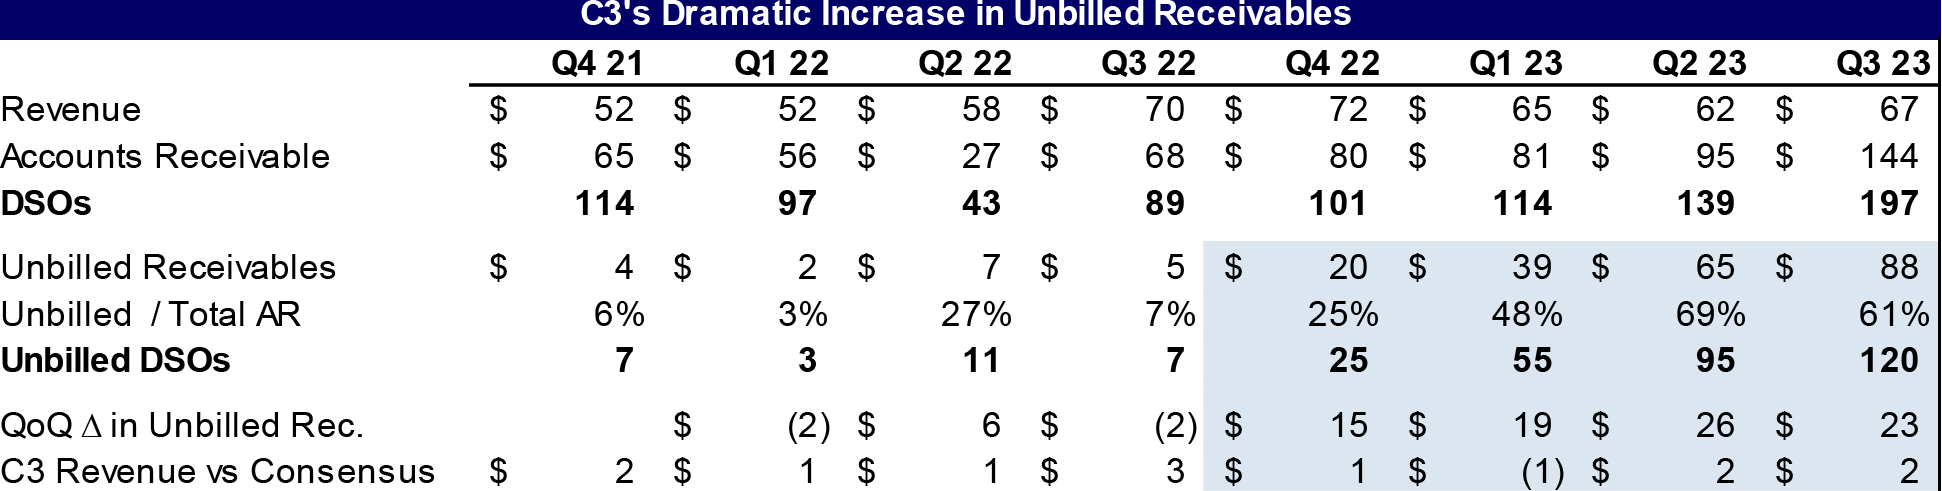 C3's Dramatic Increase in Unbilled Receivables
Q4 21 Q1 22 Q2 22 Q3 22 Q4 22 Q1 23 Q2 23 Q3 23
Revenue $ 52 $ 52 $ 58 $ 70 $ 72 $ 65 $ 62 $ 67
Accounts Receivable $ 65 $ 56 $ 27 $ 68 $ 80 $ 81 $ 95 $ 144
DSOs 114 97 43 89 101 114 139 197
Unbilled Receivables $ 4 $ 2 $ 7 $ 5 $ 20 $ 39 $ 65 $ 88
Unbilled / Total AR 6% 3% 27% 7% 25% 48% 69% 61%
Unbilled DSOs 7 3 11 7 25 55 95 120
QoQ Δ in Unbilled Rec. $ (2) $ 6 $ (2) $ 15 $ 19 $ 26 $ 23
C3 Revenue vs Consensus $ 2 $ 1 $ 1 $ 3 $ 1 $ (1) $ 2 $ 2